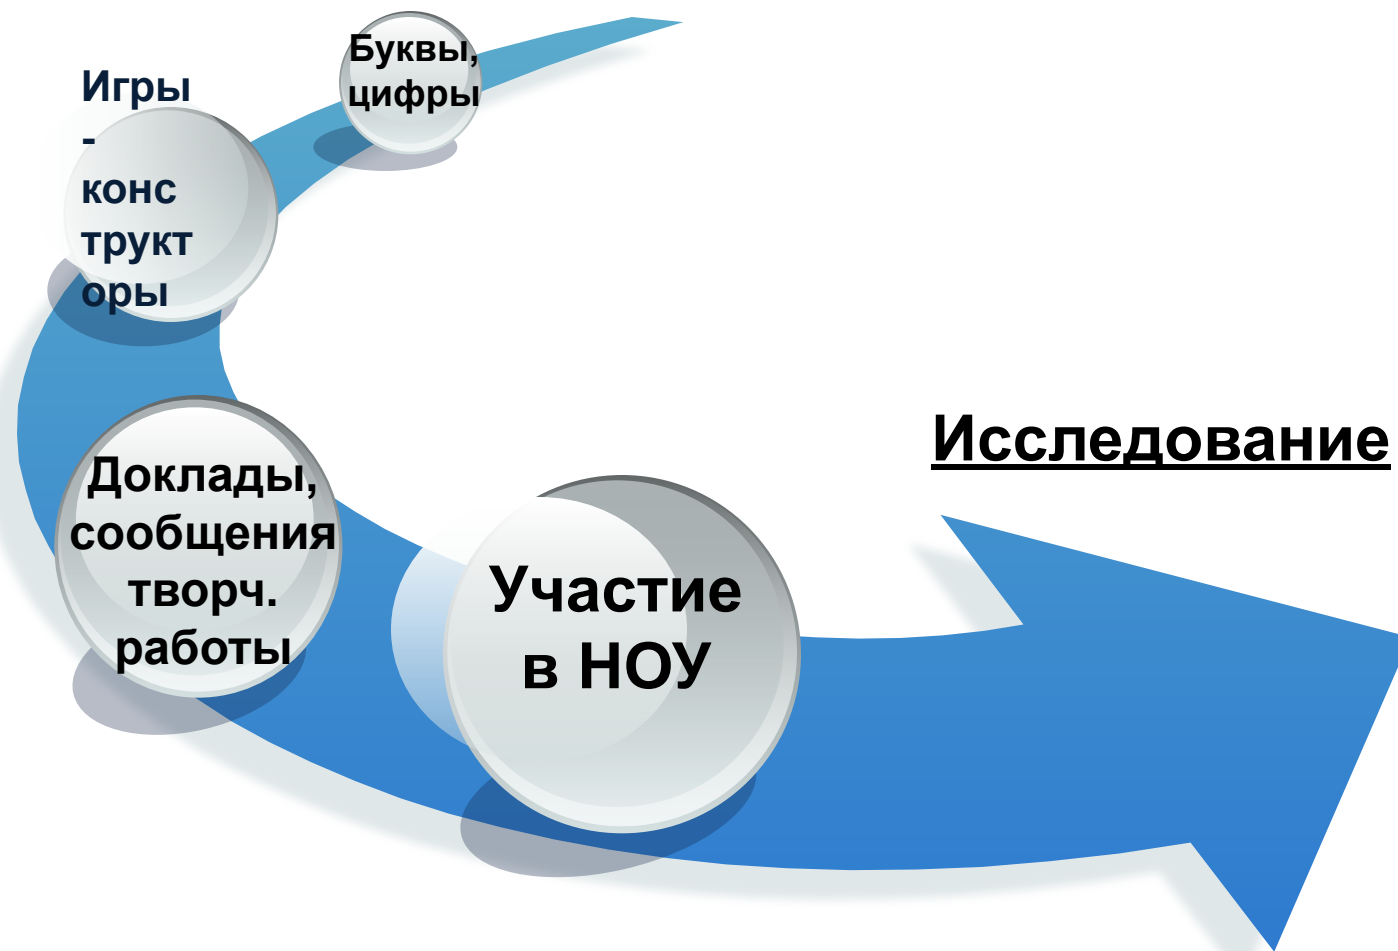 Буквы,
цифры
Игры
-
конс
трукт
оры
Доклады,
сообщения
творч.
работы
Участие
в НОУ
Исследование